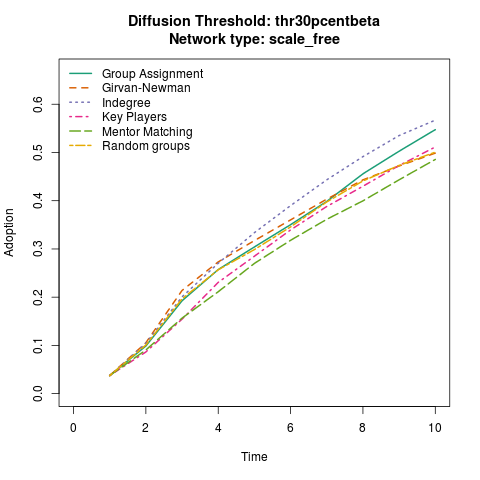 Diffusion Threshold: thr30pcentbeta
Network type: scale_free
Group Assignment
Girvan-Newman
Indegree
Key Players
Mentor Matching
Random groups
Adoption
0.6
0.5
0.4
0.3
0.2
0.1
0.0
0 2 4 6 8 10
Time